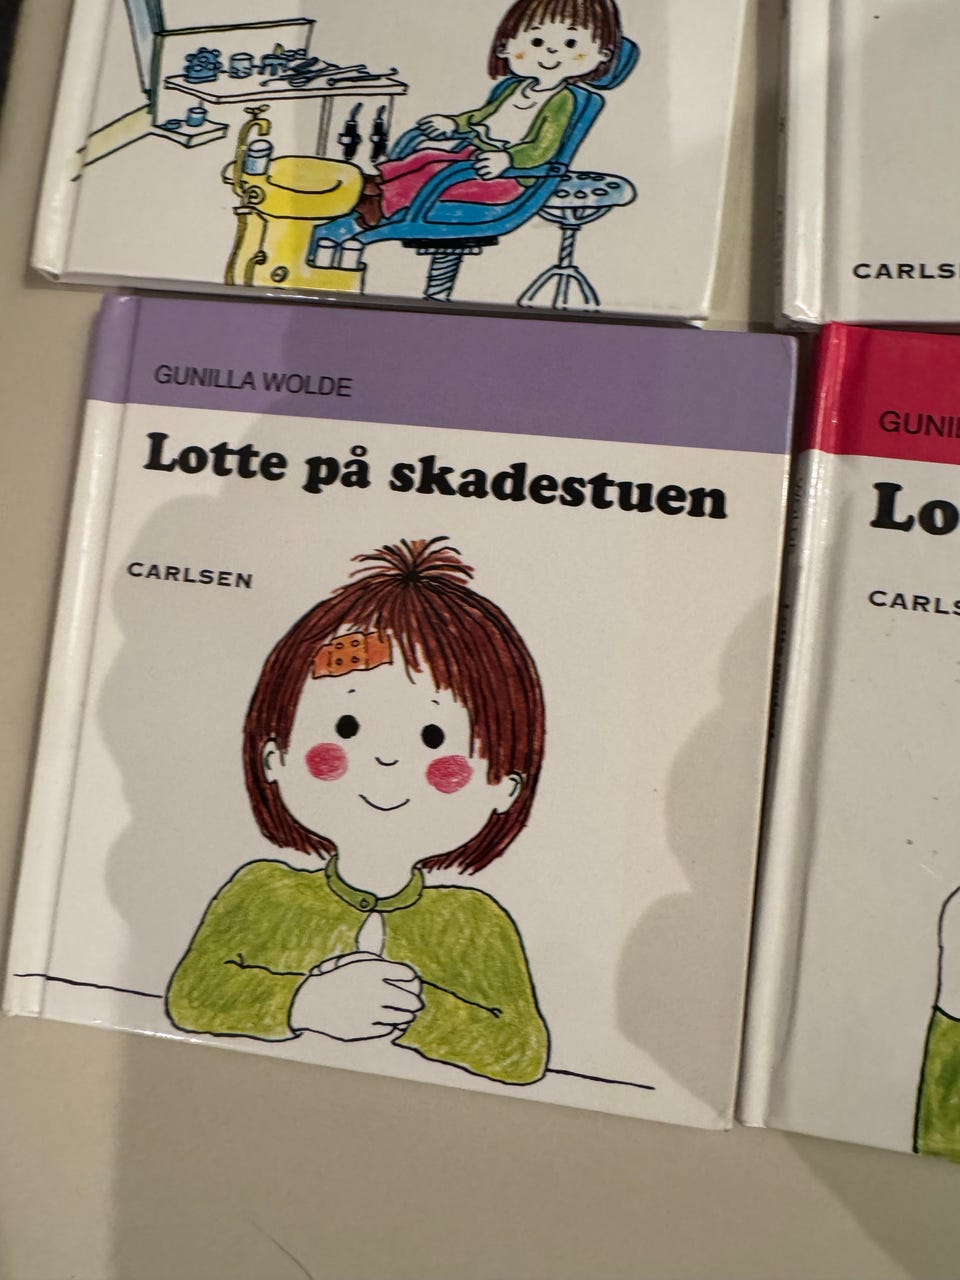 CARLS
GUNILLA WOLDE
Lotte på skadestuen
CARLSEN
GUNI
Lo
CARLS